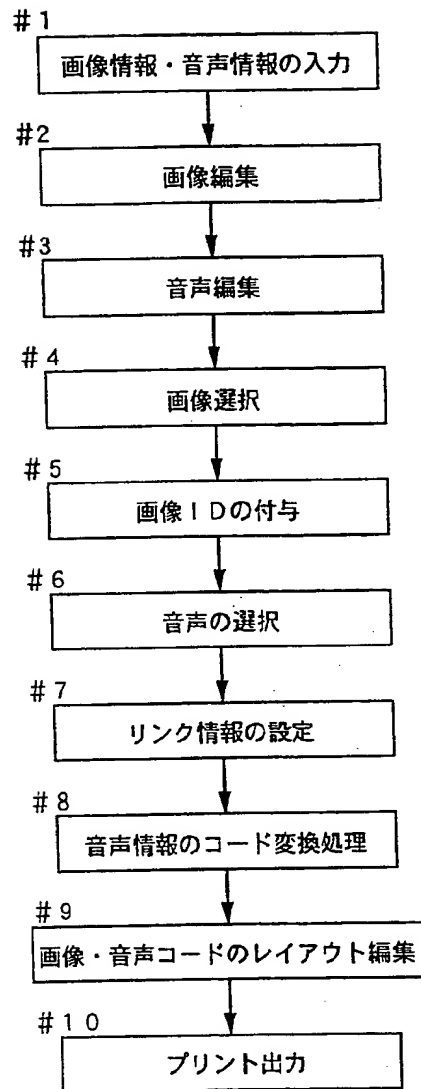 #1
画像情報・音声情報の入力
#2
画像編集
#3
音声編集
#4
画像選択
#5
画像IDの付与
#6
音声の選択
#7
リンク情報の設定
#8
音声情報のコード変換処理
#9
画像・音声コードのレイアウト編集
#10
プリント出力